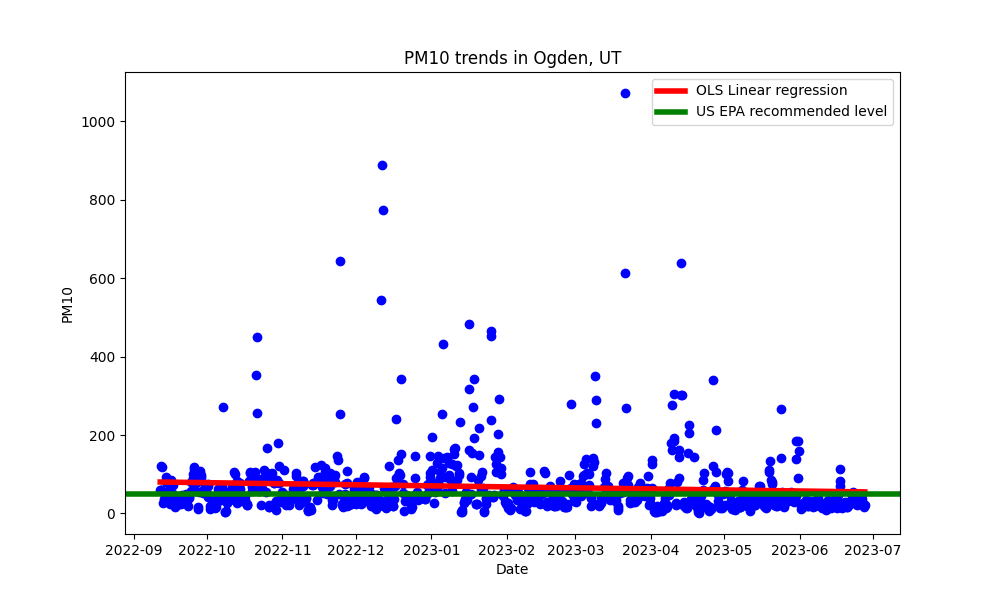 PM10 trends in Ogden, UT
OLS Linear regression
US EPA recommended level
PM10
1000
800
600
400
200
0
2022-09 2022-10 2022-11 2022-12 2023-01 2023-02 2023-03 2023-04 2023-05 2023-06 2023-07
Date